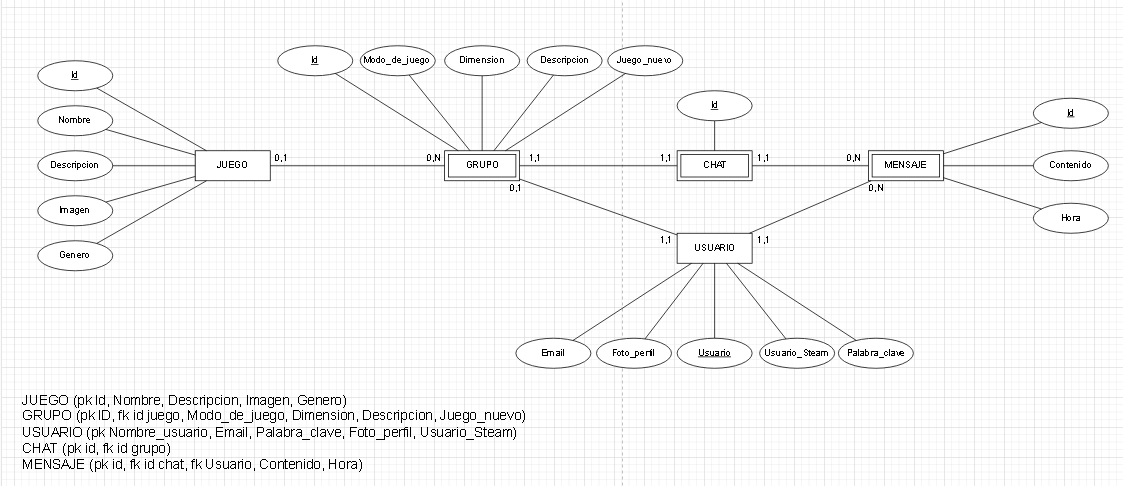 Id
Modo_de_juego
Dimension
Descripcion
Juego_nuevo
Id
Nombre
Descripcion
Imagen
Genero
JUEGO
0,1
0,N
GRUPO
0,1
1,1
1,1
Id
CHAT
1,1
0,N
MENSAJE
0,N
Id
Contenido
Hora
1,1
USUARIO
1,1
Email
Foto_perfil
Usuario
Usuario_Steam
Palabra_clave
JUEGO (pk Id, Nombre, Descripcion, Imagen, Genero)
GRUPO (pk ID, fk id juego, Modo_de_juego, Dimension, Descripcion, Juego_nuevo)
USUARIO (pk Nombre_usuario, Email, Palabra_clave, Foto_perfil, Usuario_Steam)
CHAT (pk id, fk id grupo)
MENSAJE (pk id, fk id chat, fk Usuario, Contenido, Hora)